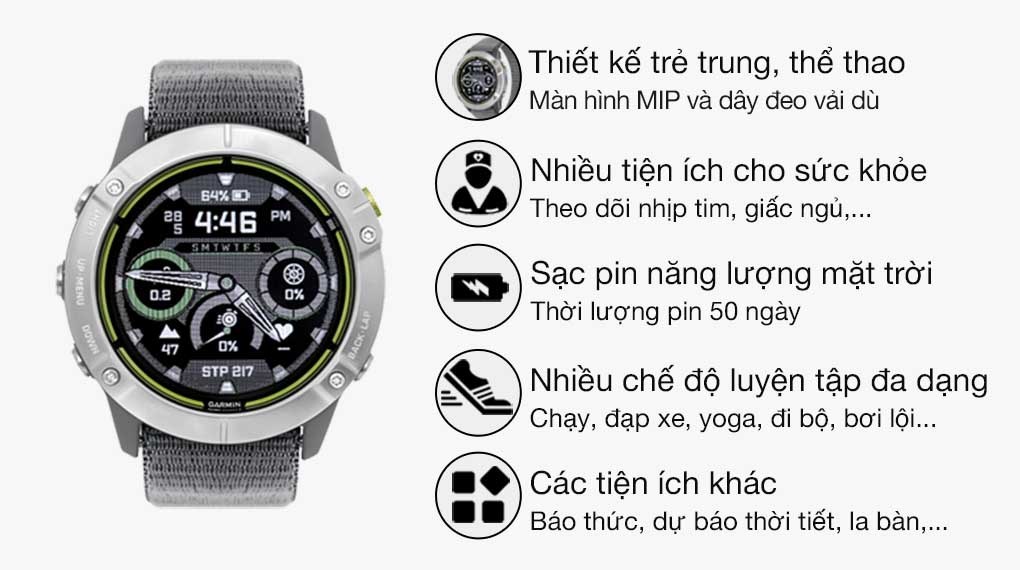 64%
28
5
4:46
PM
SMTWTFS
0.2
0%
47
0%
--
STP 217
GARMIN
LIGHT
UP·MENU
DOWN
BACK·LAP
Thiết kế trẻ trung, thể thao
Màn hình MIP và dây đeo vải dù
Nhiều tiện ích cho sức khỏe
Theo dõi nhịp tim, giấc ngủ,...
Sạc pin năng lượng mặt trời
Thời lượng pin 50 ngày
Nhiều chế độ luyện tập đa dạng
Chạy, đạp xe, yoga, đi bộ, bơi lội...
Các tiện ích khác
Báo thức, dự báo thời tiết, la bàn,...